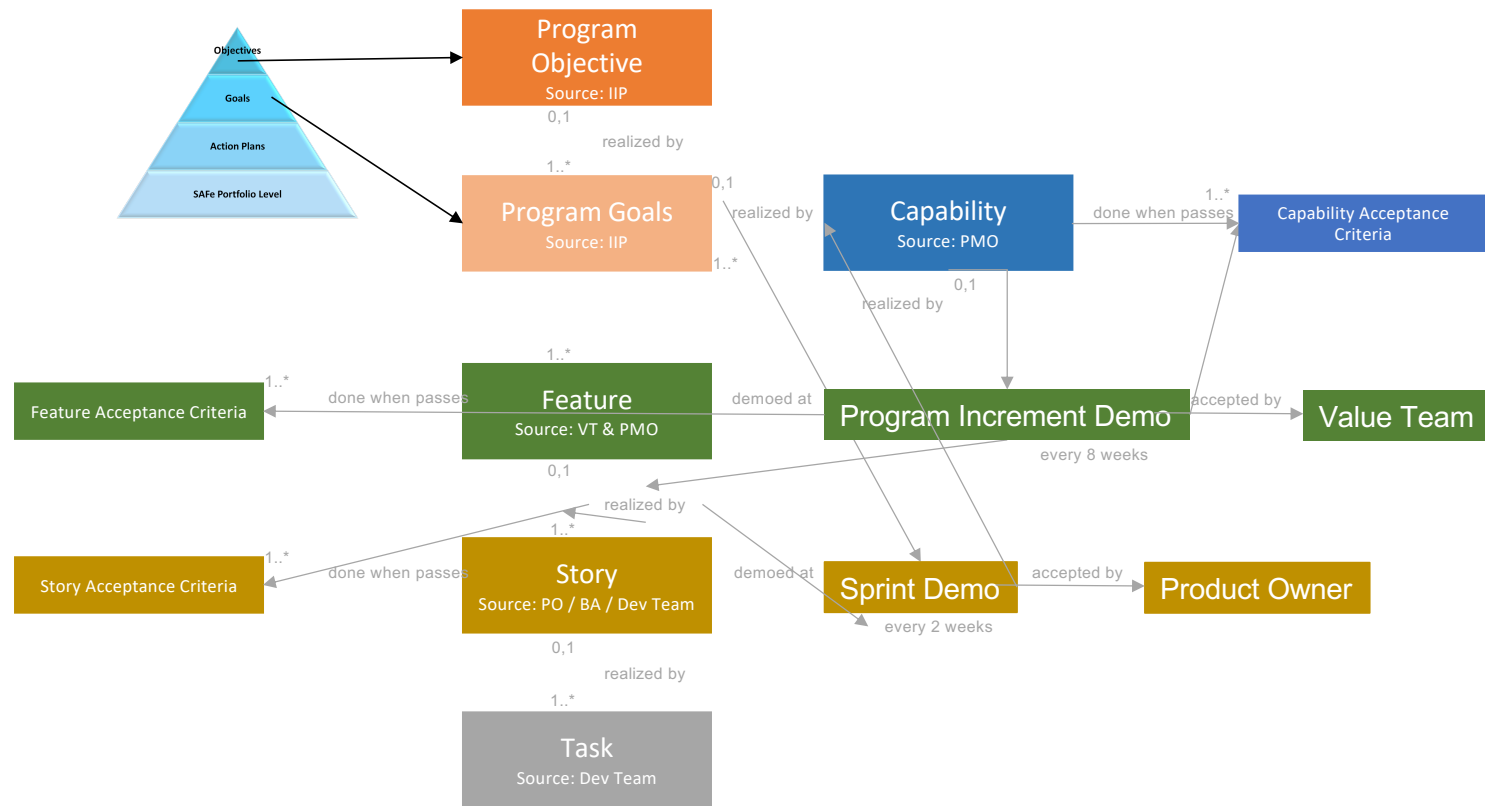 Objectives
Goals
Action Plans
SAFe Portfolio Level
Program
Objective
Source: IIP
0,1
realized by
1..*
Program Goals
Source: IIP
0,1
realized by
1..*
Capability
Source: PMO
0,1
realized by
done when passes
1..*
Capability Acceptance
Criteria
1..*
Feature
Source: VT & PMO
0,1
done when passes
1..*
Feature Acceptance Criteria
demoed at
Program Increment Demo
every 8 weeks
accepted by
Value Team
realized by
1..*
Story
Source: PO / BA / Dev Team
0,1
done when passes
1..*
Story Acceptance Criteria
demoed at
Sprint Demo
every 2 weeks
accepted by
Product Owner
realized by
1..*
Task
Source: Dev Team